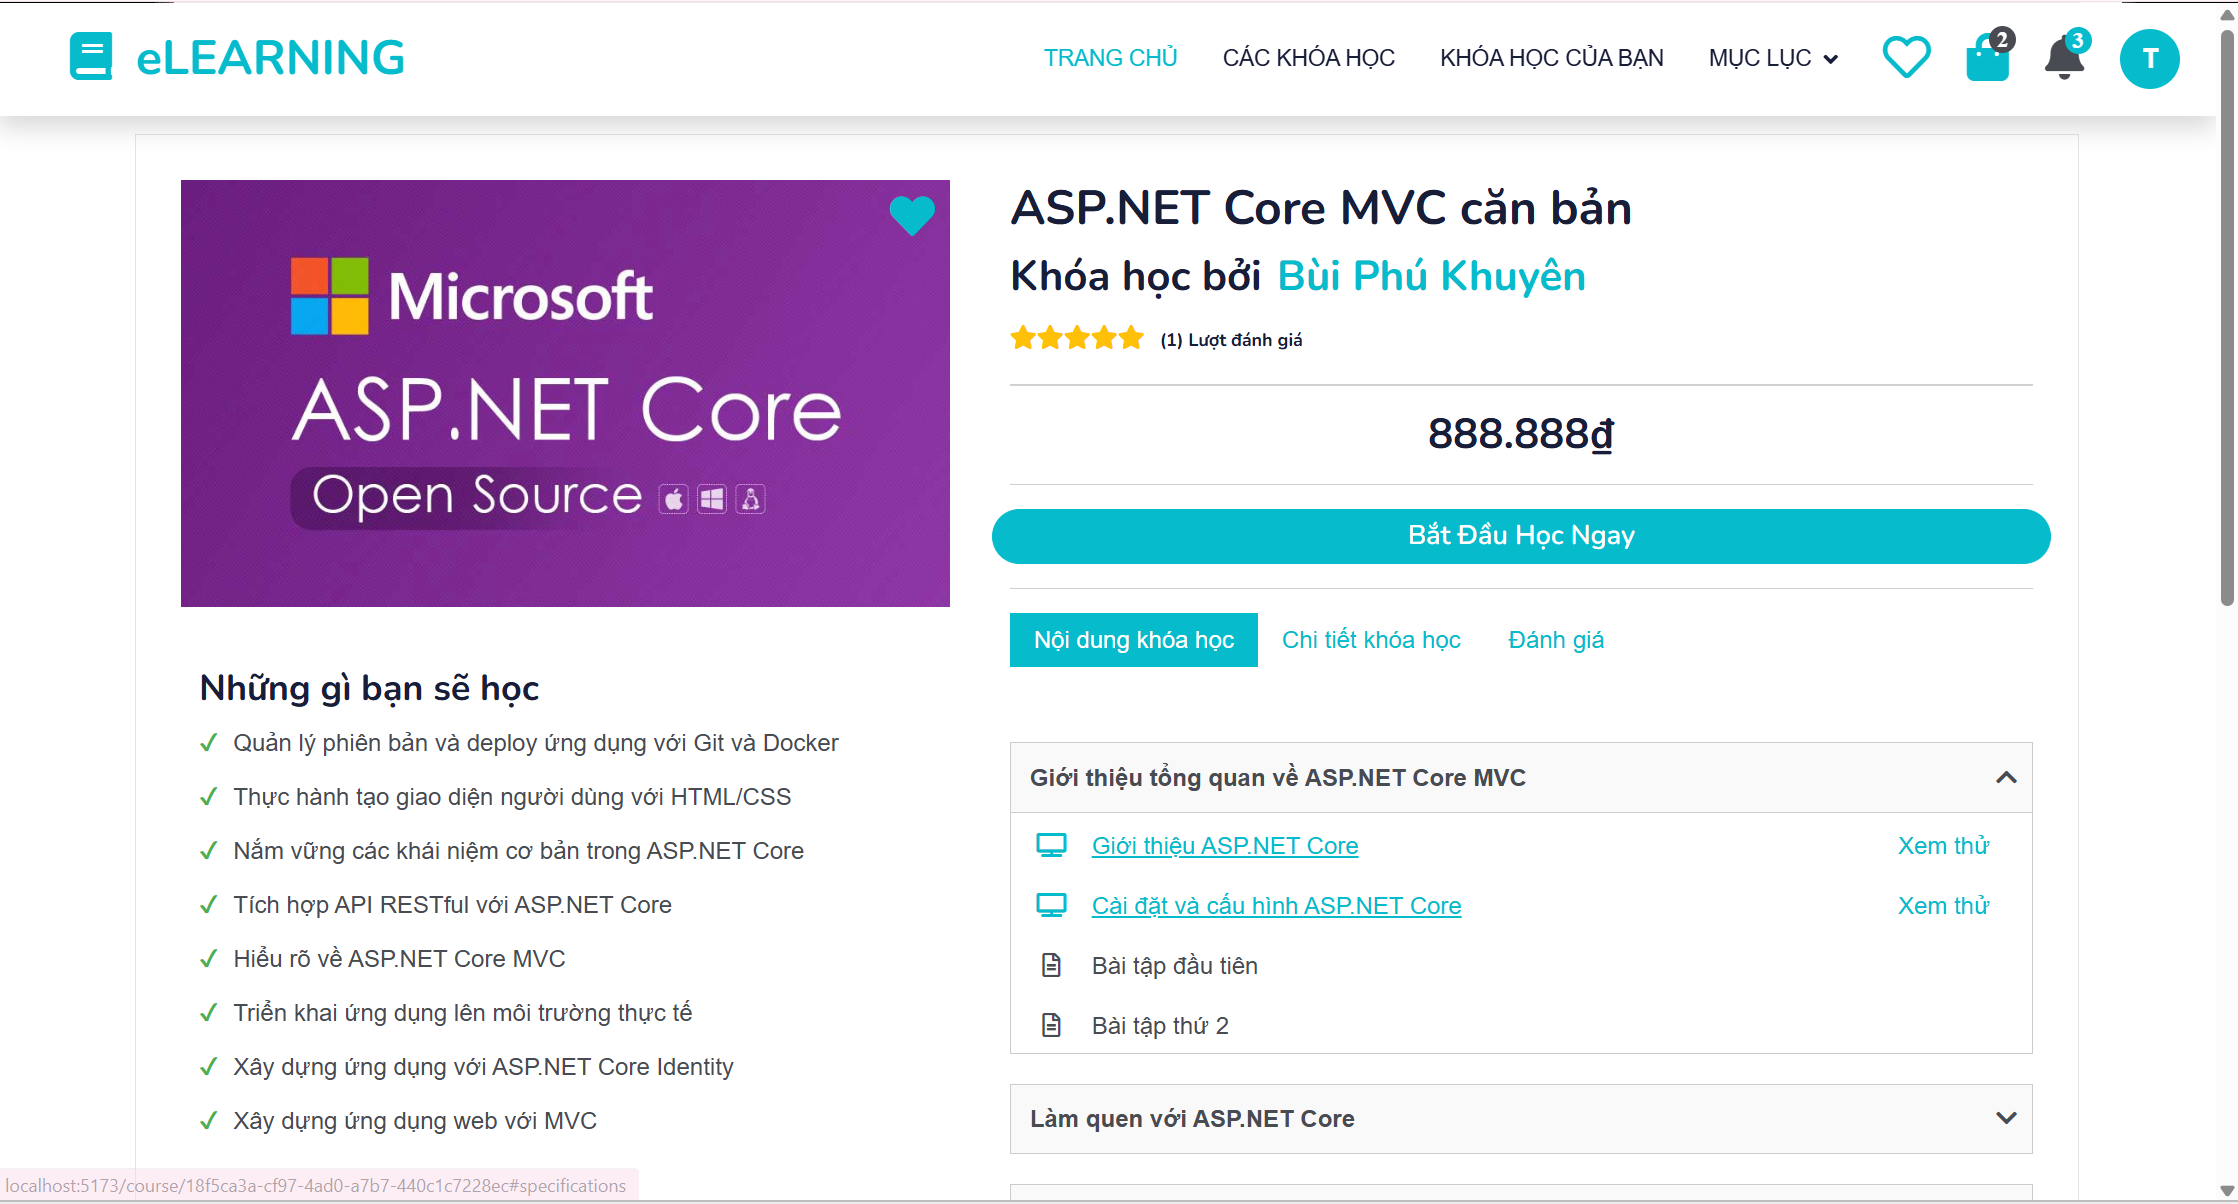 eLEARNING
TRANG CHỦ
CÁC KHÓA HỌC
KHÓA HỌC CỦA BẠN
MỤC LỤC
2
3
T
Microsoft
ASP.NET Core
Open Source
ASP.NET Core MVC căn bản
Khóa học bởi Bùi Phú Khuyên
(1) Lượt đánh giá
888.888₫
Bắt Đầu Học Ngay
Nội dung khóa học
Chi tiết khóa học
Đánh giá
Những gì bạn sẽ học
Quản lý phiên bản và deploy ứng dụng với Git và Docker
Thực hành tạo giao diện người dùng với HTML/CSS
Nắm vững các khái niệm cơ bản trong ASP.NET Core
Tích hợp API RESTful với ASP.NET Core
Hiểu rõ về ASP.NET Core MVC
Triển khai ứng dụng lên môi trường thực tế
Xây dựng ứng dụng với ASP.NET Core Identity
Xây dựng ứng dụng web với MVC
Giới thiệu tổng quan về ASP.NET Core MVC
Giới thiệu ASP.NET Core Xem thử
Cài đặt và cấu hình ASP.NET Core Xem thử
Bài tập đầu tiên
Bài tập thứ 2
Làm quen với ASP.NET Core
localhost:5173/course/18f5ca3a-cf97-4ad0-a7b7-440c1c7228ec#specifications